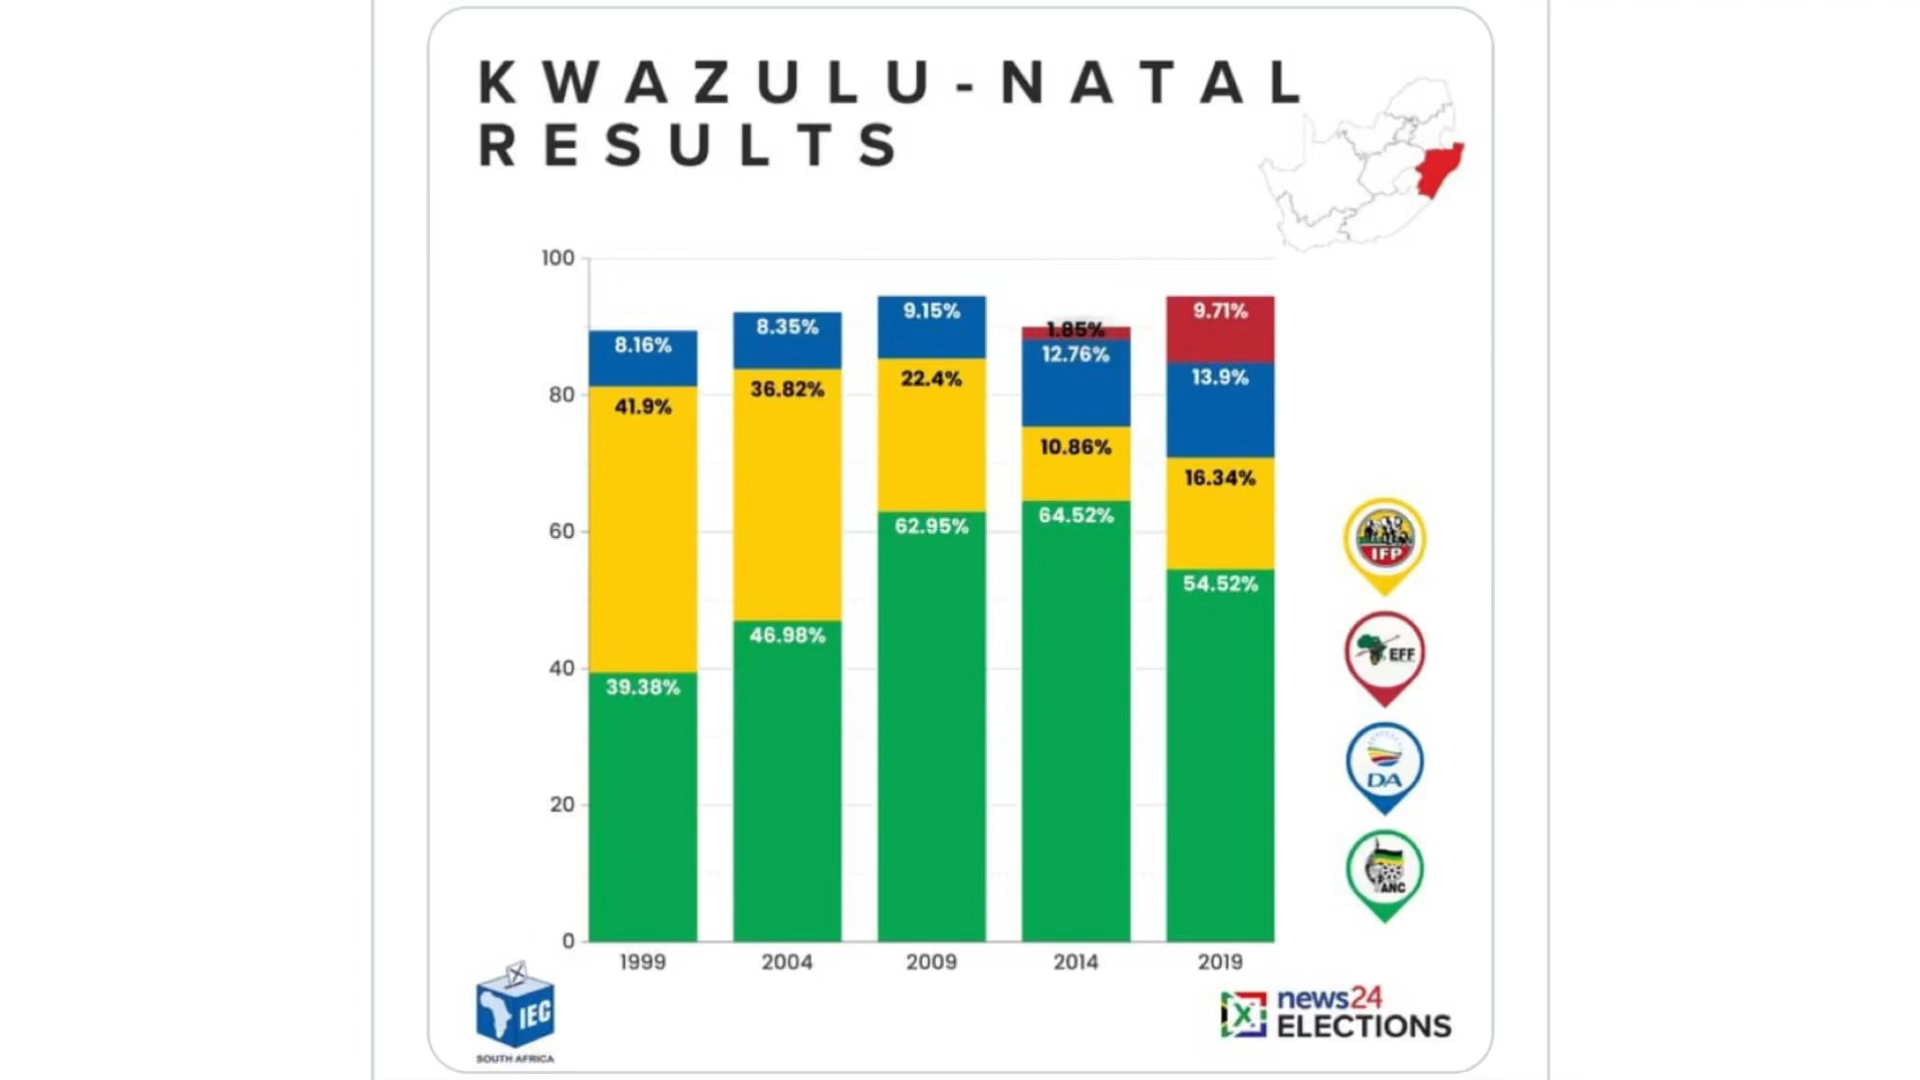 KWAZULU-NATAL
RESULTS
100
80
60
40
20
0
8.16%
41.9%
39.38%
8.35%
36.82%
46.98%
9.15%
22.4%
62.95%
1.85%
12.76%
10.86%
64.52%
9.71%
13.9%
16.34%
54.52%
1999
2004
2009
2014
2019
IFP
EFF
DA
ANC
IEC
SOUTH AFRICA
news24
ELECTIONS